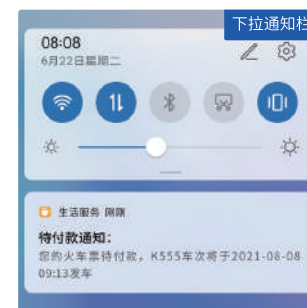 下拉通知栏
08:08
6月22日星期二
生活服务 刚刚
待付款通知：
您的火车票待付款，K555车次将于2021-08-08
09:13发车